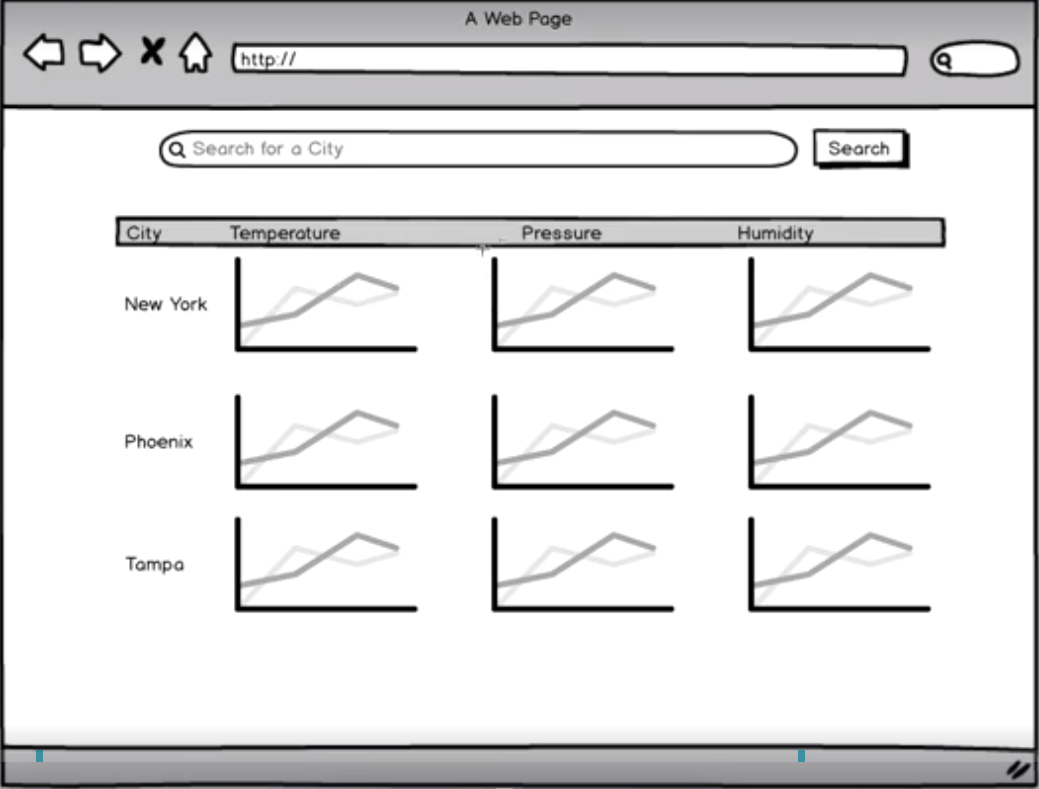 A Web Page
http://
Search for a City
Search
City Temperature Pressure Humidity
New York
Phoenix
Tampa